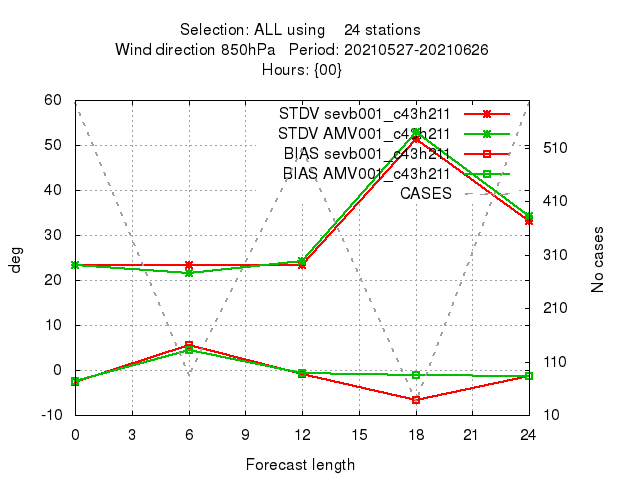 Selection: ALL using 24 stations
Wind direction 850hPa Period: 20210527-20210626
Hours: {00}
STDV sevb001_c43h211
STDV AMV001_c43h211
BIAS sevb001_c43h211
BIAS AMV001_c43h211
CASES
60
50
40
30
20
10
0
-10
deg
510
410
310
210
110
10
No cases
0 3 6 9 12 15 18 21 24
Forecast length